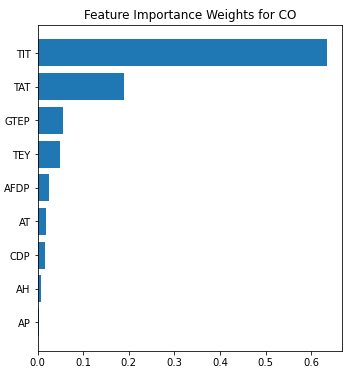 Feature Importance Weights for CO
TIT
TAT
GTEP
TEY
AFDP
AT
CDP
AH
AP
0.0 0.1 0.2 0.3 0.4 0.5 0.6